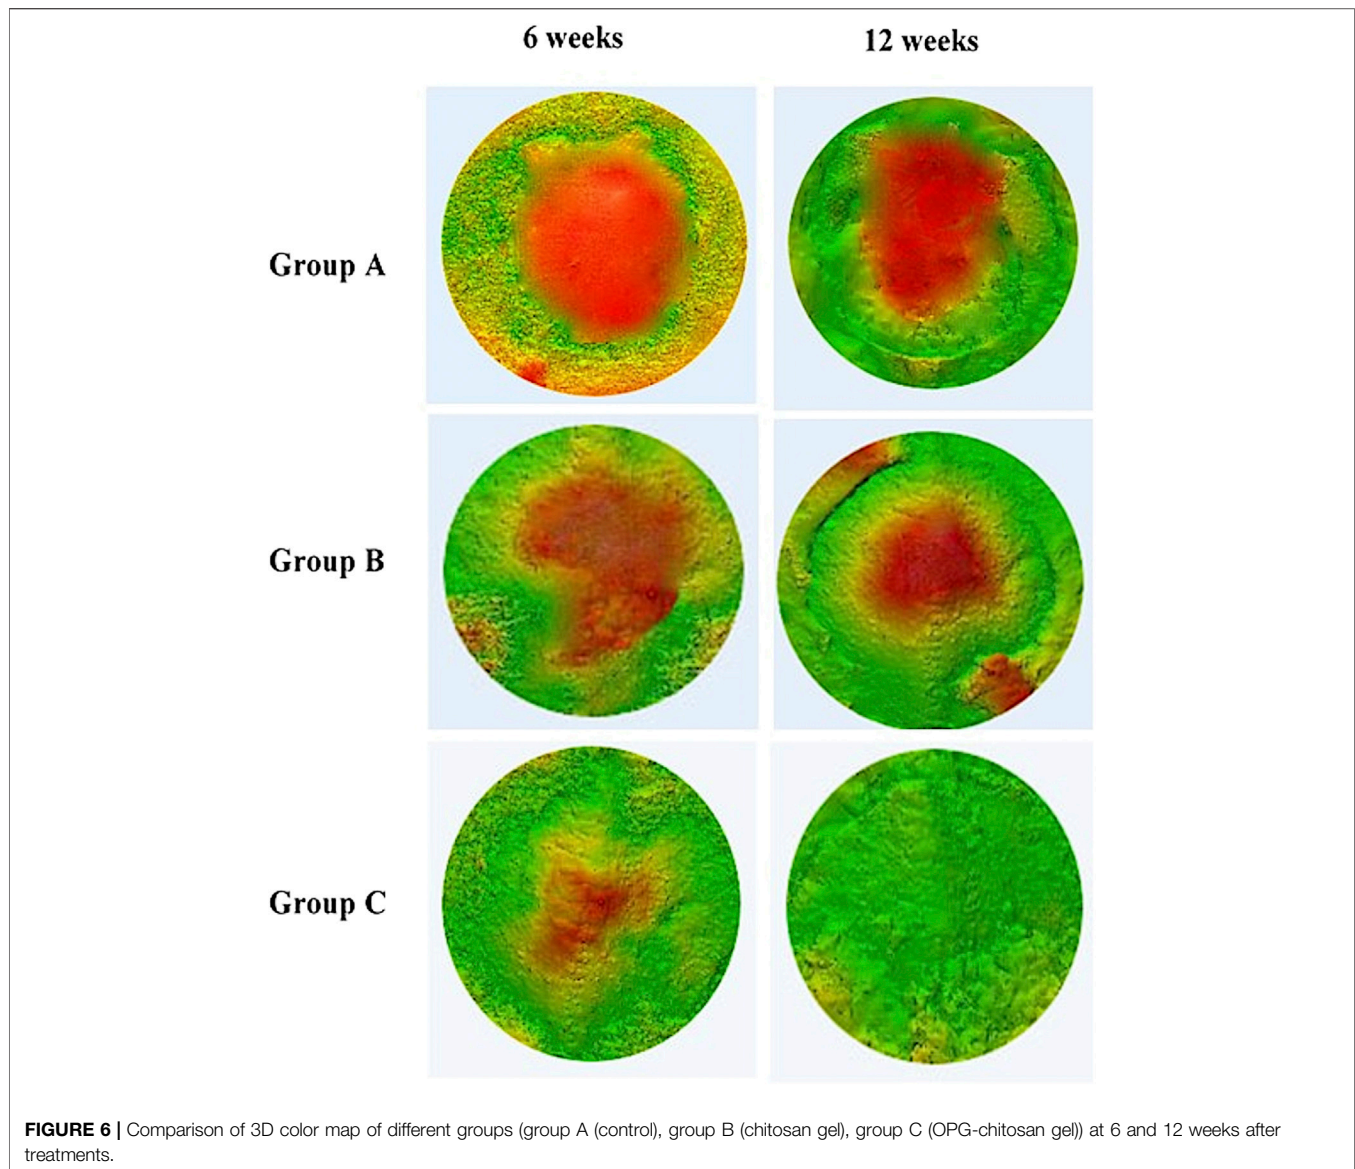 6 weeks
12 weeks
Group A
Group B
Group C
FIGURE 6 | Comparison of 3D color map of different groups (group A (control), group B (chitosan gel), group C (OPG-chitosan gel)) at 6 and 12 weeks after
treatments.